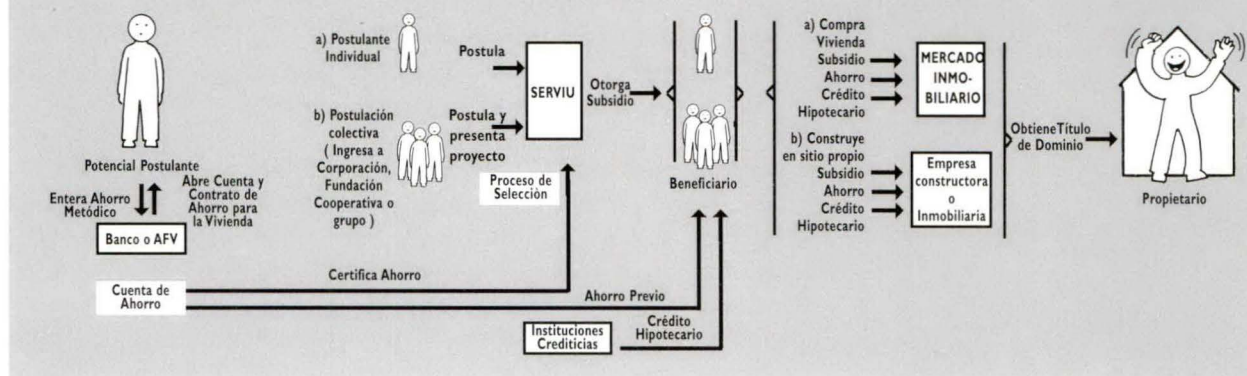 Potencial Postulante
Entera Ahorro
Metódico
Abre Cuenta y
Contrato de
Ahorro para
la Vivienda
Banco o AFV
Cuenta de
Ahorro
a) Postulante
Individual
Postula
b) Postulación
colectiva
( Ingresa a
Corporación,
Fundación
Cooperativa o
grupo )
Postula y
presenta
proyecto
SERVIU
Proceso de
Selección
Certifica Ahorro
Otorga
Subsidio
Beneficiario
Ahorro Previo
Instituciones
Crediticias
Crédito
Hipotecario
a) Compra
Vivienda
Subsidio
Ahorro
Crédito
Hipotecario
MERCADO
INMO-
BILIARIO
b) Construye
en sitio propio
Subsidio
Ahorro
Crédito
Hipotecario
Empresa
constructora
o
Inmobiliaria
ObtieneTítulo
de Dominio
Propietario